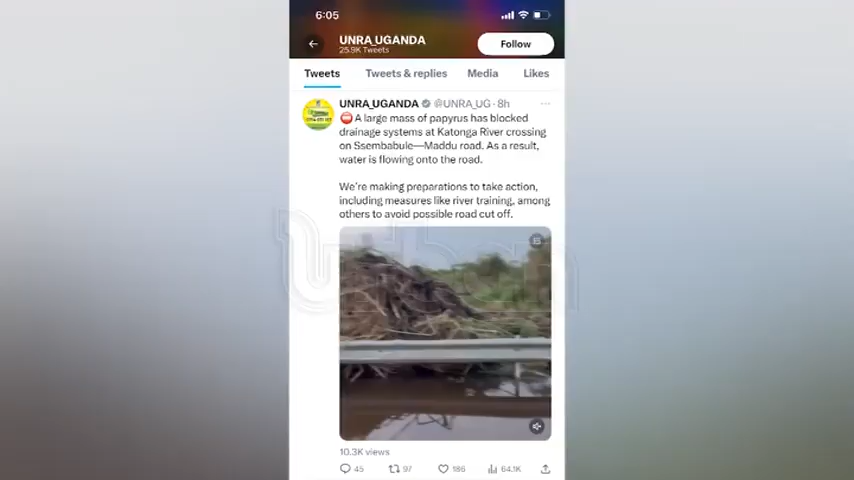 6:05
UNRA_UGANDA
25.9K Tweets
Follow
Tweets Tweets & replies Media Likes
UNRA_UGANDA @UNRA_UG · 8h
A large mass of papyrus has blocked
drainage systems at Katonga River crossing
on Ssembabule—Maddu road. As a result,
water is flowing onto the road.
We're making preparations to take action,
including measures like river training, among
others to avoid possible road cut off.
Urban
10.3K views
45 97 186 64.1K